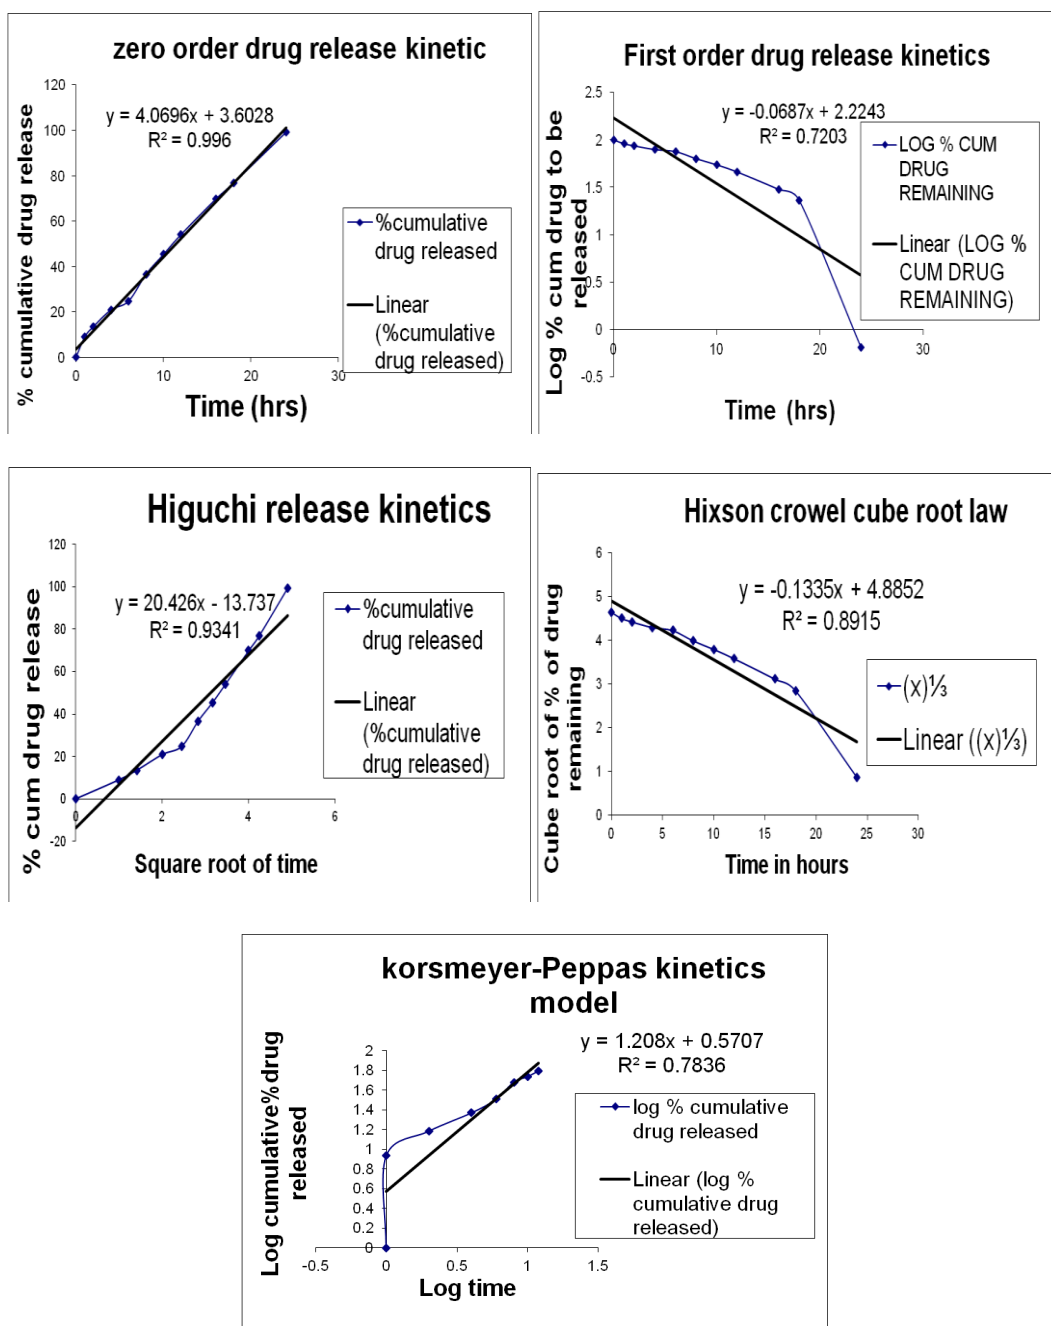 zero order drug release kinetic
% cumulative drug release
120
100
80
60
40
20
0
y = 4.0696x + 3.6028
R² = 0.996
%cumulative
drug released
Linear
(%cumulative
drug released)
0
10
20
30
Time (hrs)
First order drug release kinetics
Log % cum drug to be
released
2.5
2
1.5
1
0.5
0
-0.5
y = -0.0687x + 2.2243
R² = 0.7203
LOG % CUM
DRUG
REMAINING
Linear (LOG %
CUM DRUG
REMAINING)
0
10
20
30
Time (hrs)
Higuchi release kinetics
% cum drug release
120
100
80
60
40
20
0
-20
y = 20.426x - 13.737
R² = 0.9341
%cumulative
drug released
Linear
(%cumulative
drug released)
0
2
4
6
Square root of time
Hixson crowel cube root law
Cube root of % of drug
remaining
6
5
4
3
2
1
0
y = -0.1335x + 4.8852
R² = 0.8915
(x)⅓
Linear ((x)⅓)
0
5
10
15
20
25
30
Time in hours
korsmeyer-Peppas kinetics
model
Log cumulative%drug
released
2
1.8
1.6
1.4
1.2
1
0.8
0.6
0.4
0.2
0
y = 1.208x + 0.5707
R² = 0.7836
log % cumulative
drug released
Linear (log %
cumulative drug
released)
-0.5
0
0.5
1
1.5
Log time